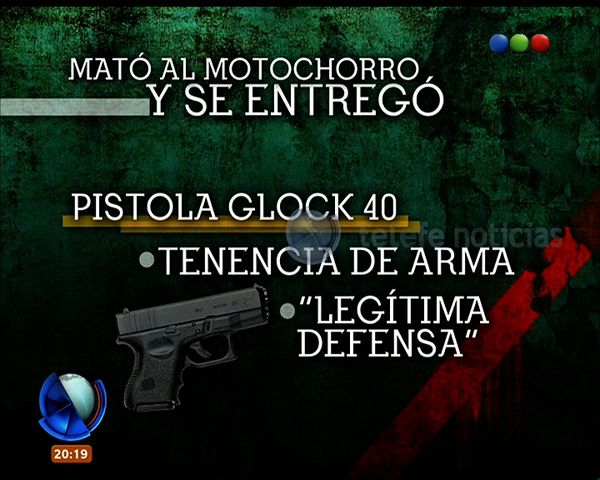 MATÓ AL MOTOCHORRO
Y SE ENTREGÓ
PISTOLA GLOCK 40
telefe noticias
TENENCIA DE ARMA
"LEGÍTIMA
DEFENSA"
20:19